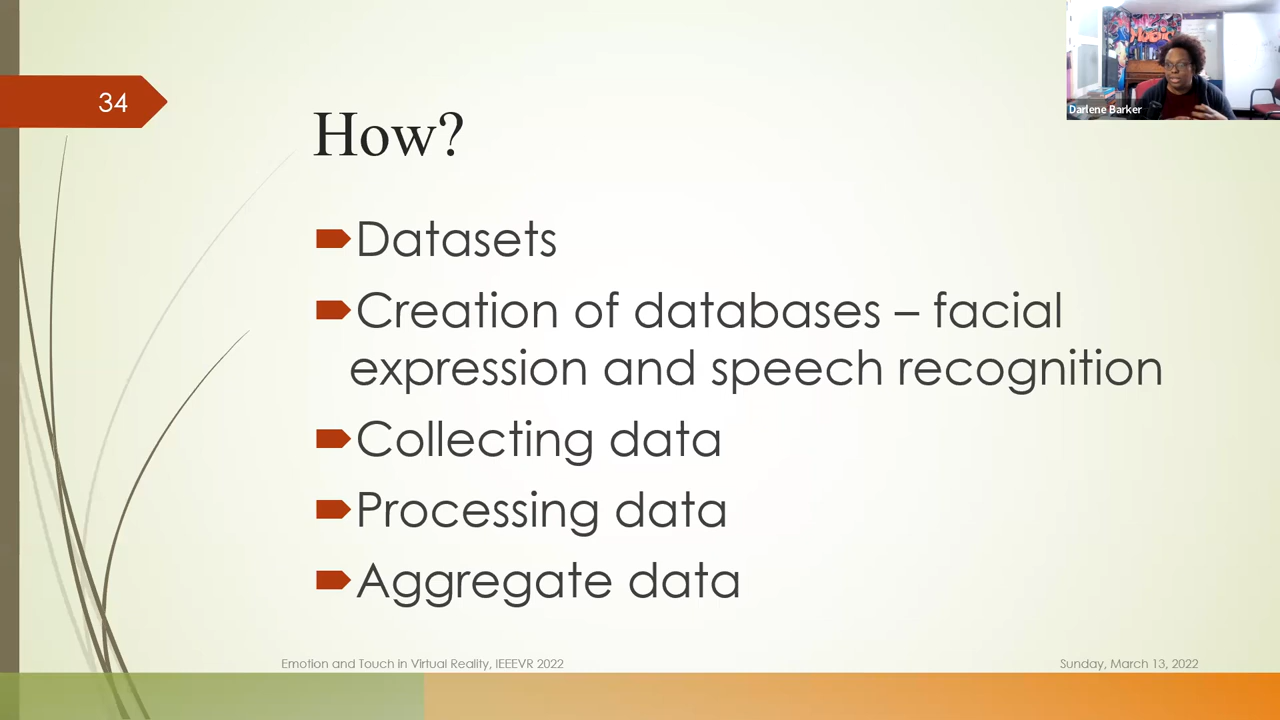 34
Darlene Barker
How?
Datasets
Creation of databases – facial
expression and speech recognition
Collecting data
Processing data
Aggregate data
Emotion and Touch in Virtual Reality, IEEEVR 2022
Sunday, March 13, 2022